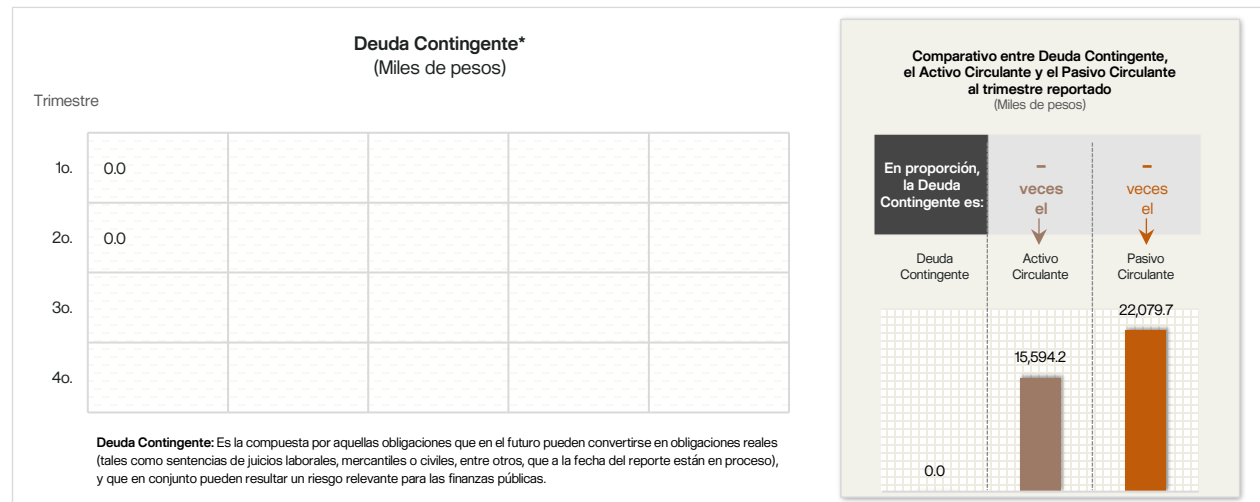 Deuda Contingente*
(Miles de pesos)
Trimestre
1o. 0.0
2o. 0.0
3o.
4o.
Deuda Contingente: Es la compuesta por aquellas obligaciones que en el futuro pueden convertirse en obligaciones reales
(tales como sentencias de juicios laborales, mercantiles o civiles, entre otros, que a la fecha del reporte están en proceso),
y que en conjunto pueden resultar un riesgo relevante para las finanzas públicas.
Comparativo entre Deuda Contingente,
el Activo Circulante y el Pasivo Circulante
al trimestre reportado
(Miles de pesos)
En proporción,
la Deuda
Contingente es:
–
veces
el
–
veces
el
Deuda
Contingente
Activo
Circulante
Pasivo
Circulante
0.0
15,594.2
22,079.7